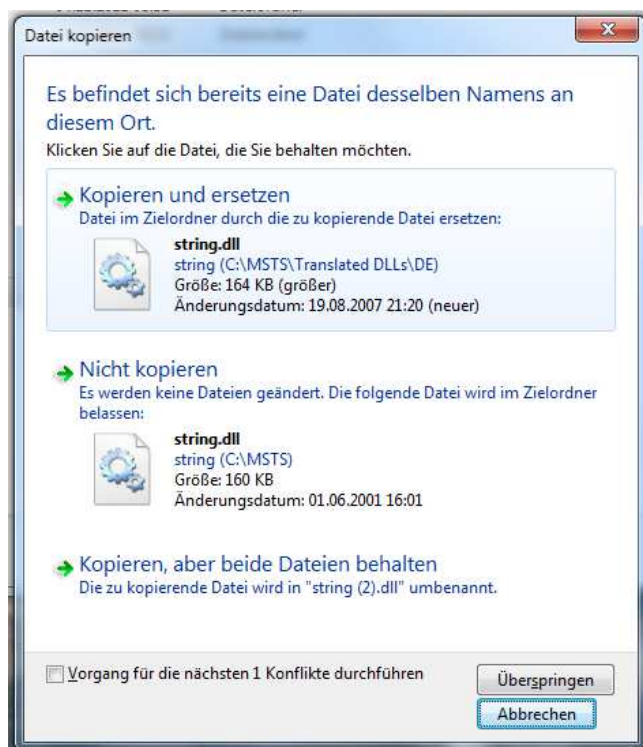 Datei kopieren
Es befindet sich bereits eine Datei desselben Namens an
diesem Ort.
Klicken Sie auf die Datei, die Sie behalten möchten.
Kopieren und ersetzen
Datei im Zielordner durch die zu kopierende Datei ersetzen:
string.dll
string (C:\MSTS\Translated DLLs\DE)
Größe: 164 KB (größer)
Änderungsdatum: 19.08.2007 21:20 (neuer)
Nicht kopieren
Es werden keine Dateien geändert. Die folgende Datei wird im Zielordner
belassen:
string.dll
string (C:\MSTS)
Größe: 160 KB
Änderungsdatum: 01.06.2001 16:01
Kopieren, aber beide Dateien behalten
Die zu kopierende Datei wird in "string (2).dll" umbenannt.
Vorgang für die nächsten 1 Konflikte durchführen
Überspringen
Abbrechen